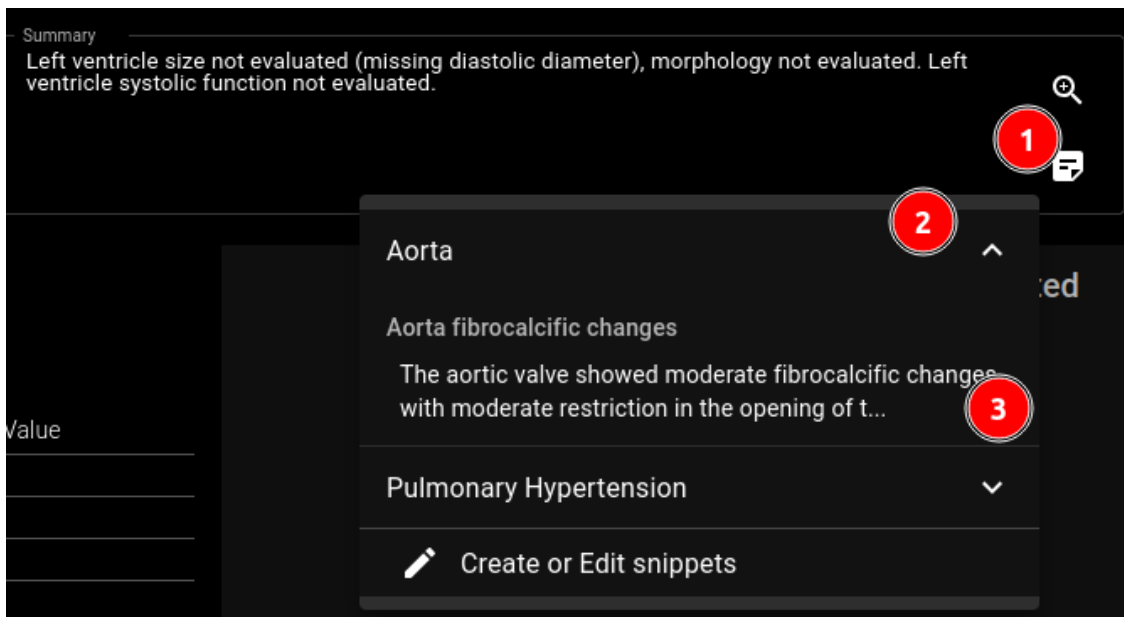 Summary
Left ventricle size not evaluated (missing diastolic diameter), morphology not evaluated. Left
ventricle systolic function not evaluated.
1
2
Aorta
ted
Aorta fibrocalcific changes
The aortic valve showed moderate fibrocalcific changes
with moderate restriction in the opening of t...
3
Value
Pulmonary Hypertension
Create or Edit snippets